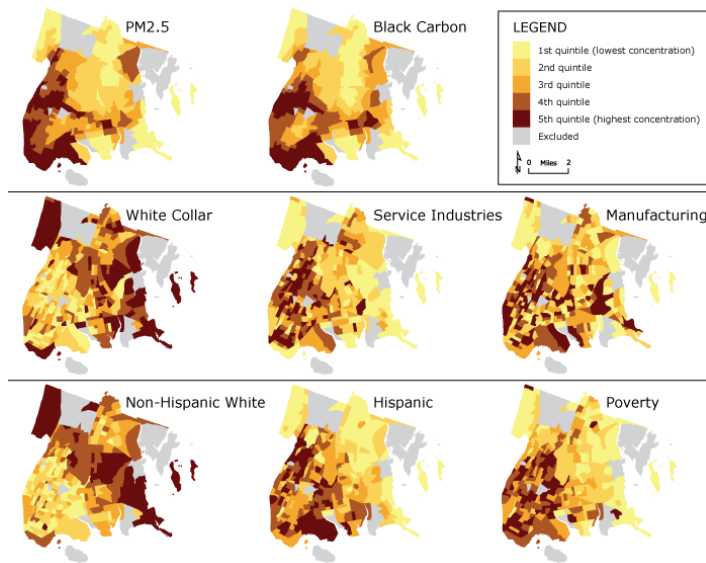 PM2.5
Black Carbon
LEGEND
1st quintile (lowest concentration)
2nd quintile
3rd quintile
4th quintile
5th quintile (highest concentration)
Excluded
N
0 Miles 2
White Collar
Service Industries
Manufacturing
Non-Hispanic White
Hispanic
Poverty